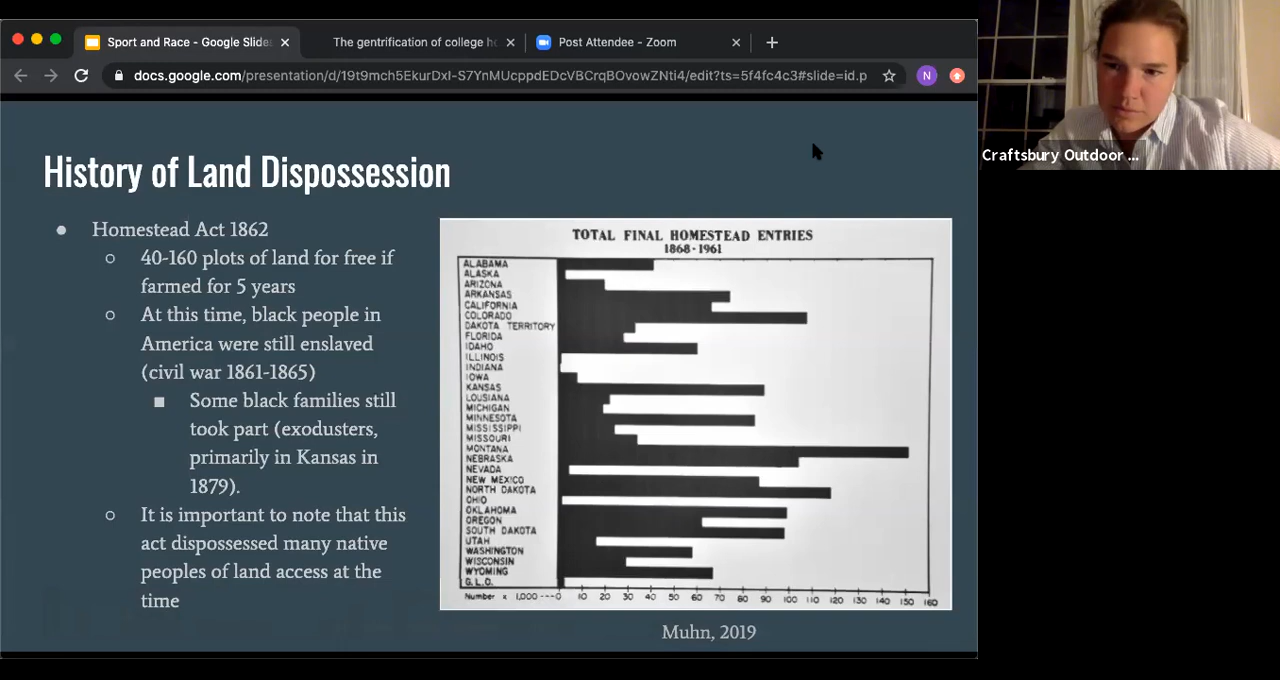 Sport and Race - Google Slides
The gentrification of college h
Post Attendee - Zoom
docs.google.com/presentation/d/19t9mch5EkurDxI-S7YnMUcppdEDcVBCrqBOvowZNti4/edit?ts=5f4fc4c3#slide=id.p
N
Craftsbury Outdoor ...
History of Land Dispossession
Homestead Act 1862
40-160 plots of land for free if
farmed for 5 years
At this time, black people in
America were still enslaved
(civil war 1861-1865)
Some black families still
took part (exodusters,
primarily in Kansas in
1879).
It is important to note that this
act dispossessed many native
peoples of land access at the
time
TOTAL FINAL HOMESTEAD ENTRIES
1868-1961
ALABAMA
ALASKA
ARIZONA
ARKANSAS
CALIFORNIA
COLORADO
DAKOTA TERRITORY
FLORIDA
IDAHO
ILLINOIS
INDIANA
IOWA
KANSAS
LOUSIANA
MICHIGAN
MINNESOTA
MISSISSIPPI
MISSOURI
MONTANA
NEBRASKA
NEVADA
NEW MEXICO
NORTH DAKOTA
OHIO
OKLAHOMA
OREGON
SOUTH DAKOTA
UTAH
WASHINGTON
WISCONSIN
WYOMING
G.L.O.
Number x 1,000 ---0 10 20 30 40 50 60 70 80 90 100 110 120 130 140 150 160
Muhn, 2019